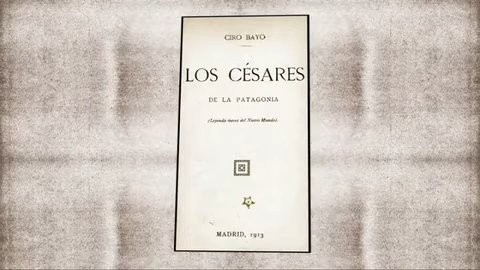 CIRO BAYO
LOS CÉSARES
DE LA PATAGONIA
(Leyenda áurea del Nuevo Mundo).
MADRID, 1913